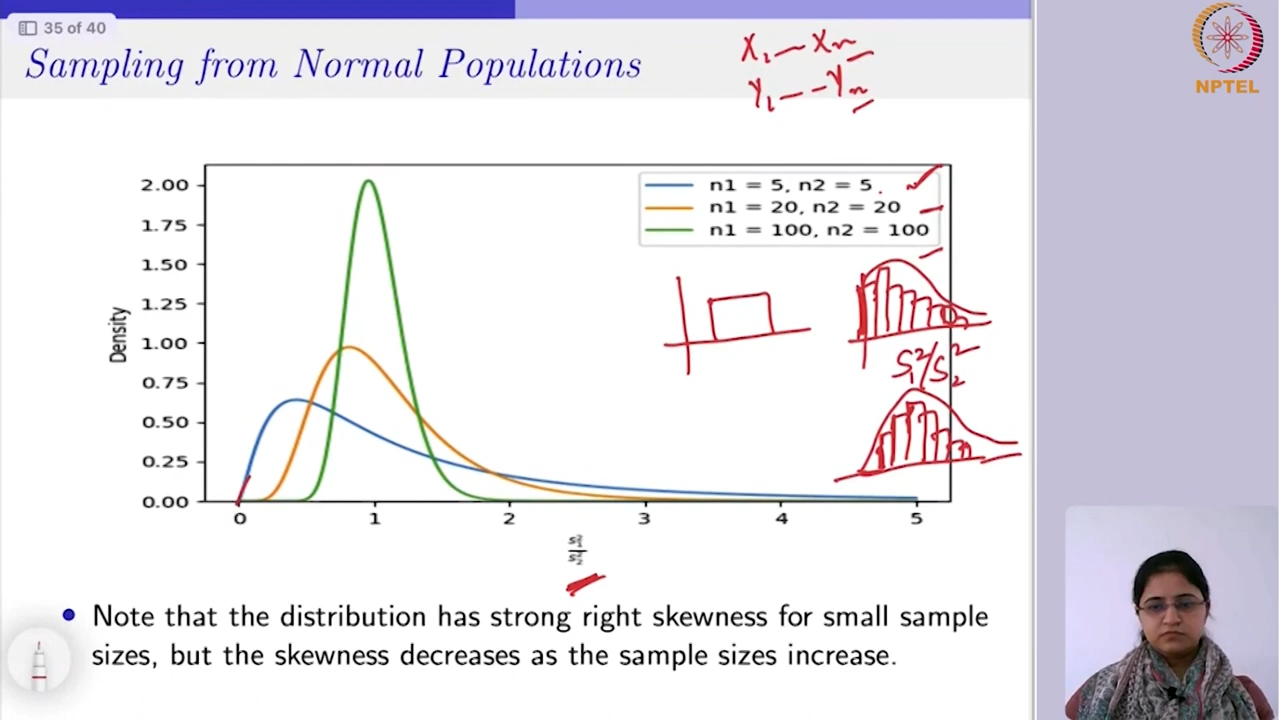 35 of 40
Sampling from Normal Populations
X₁ — Xₙ
Y₁ — - Yₙ
NPTEL
2.00
1.75
1.50
1.25
1.00
0.75
0.50
0.25
0.00
Density
n1 = 5, n2 = 5
n1 = 20, n2 = 20
n1 = 100, n2 = 100
S₁²/S₂²
0 1 2 3 4 5
s₁²/s₂²
Note that the distribution has strong right skewness for small sample
sizes, but the skewness decreases as the sample sizes increase.